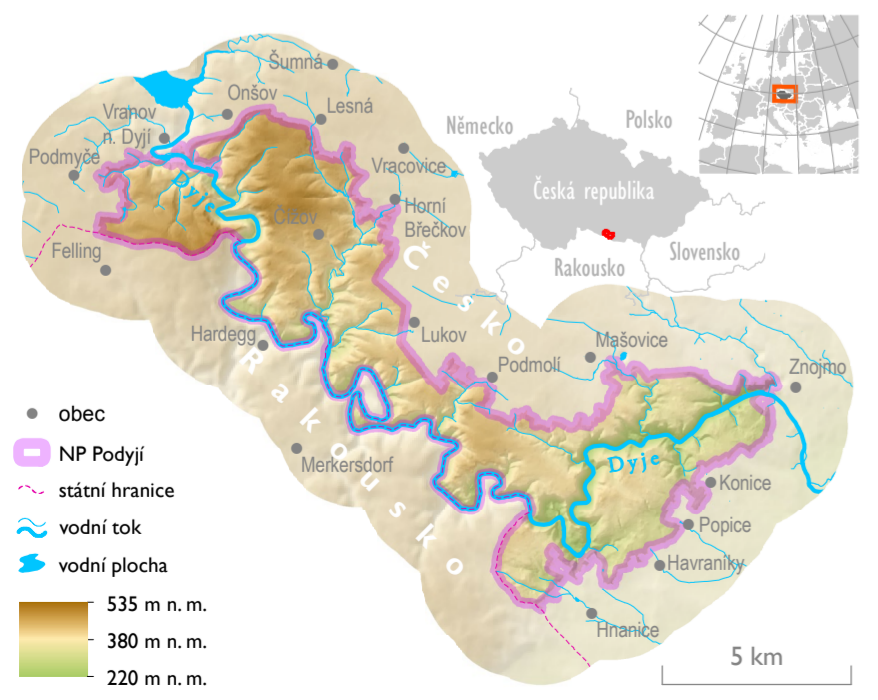 Šumná
Onšov
Lesná
Vranov
n. Dyjí
Podmyče
Vracovice
Dyje
Horní
Břečkov
Čížov
Felling
Česko
Hardegg
Lukov
Rakousko
Podmolí
Mašovice
Znojmo
Merkersdorf
Dyje
Konice
Popice
Havraníky
Hnanice
Německo
Polsko
Česká republika
Slovensko
Rakousko
obec
NP Podyjí
státní hranice
vodní tok
vodní plocha
535 m n. m.
380 m n. m.
220 m n. m.
5 km